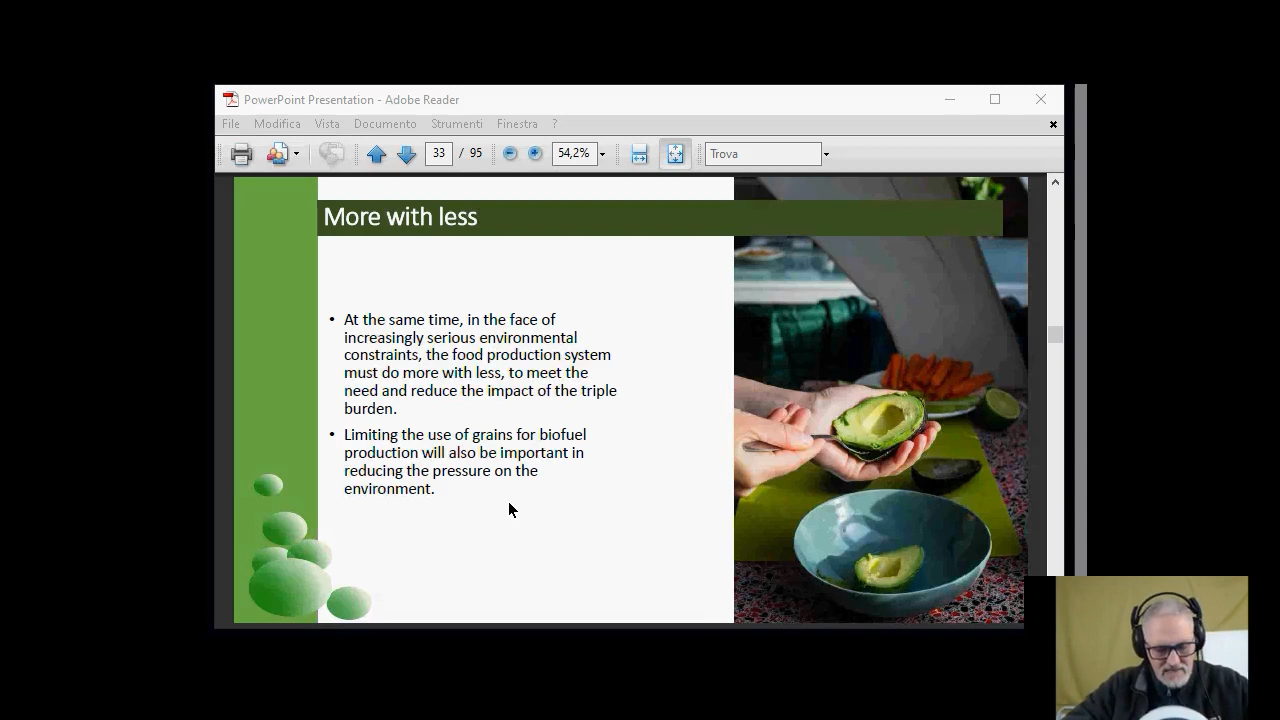 PowerPoint Presentation - Adobe Reader
File Modifica Vista Documento Strumenti Finestra ?
33 / 95 54,2% Trova
More with less
• At the same time, in the face of
increasingly serious environmental
constraints, the food production system
must do more with less, to meet the
need and reduce the impact of the triple
burden.
• Limiting the use of grains for biofuel
production will also be important in
reducing the pressure on the
environment.